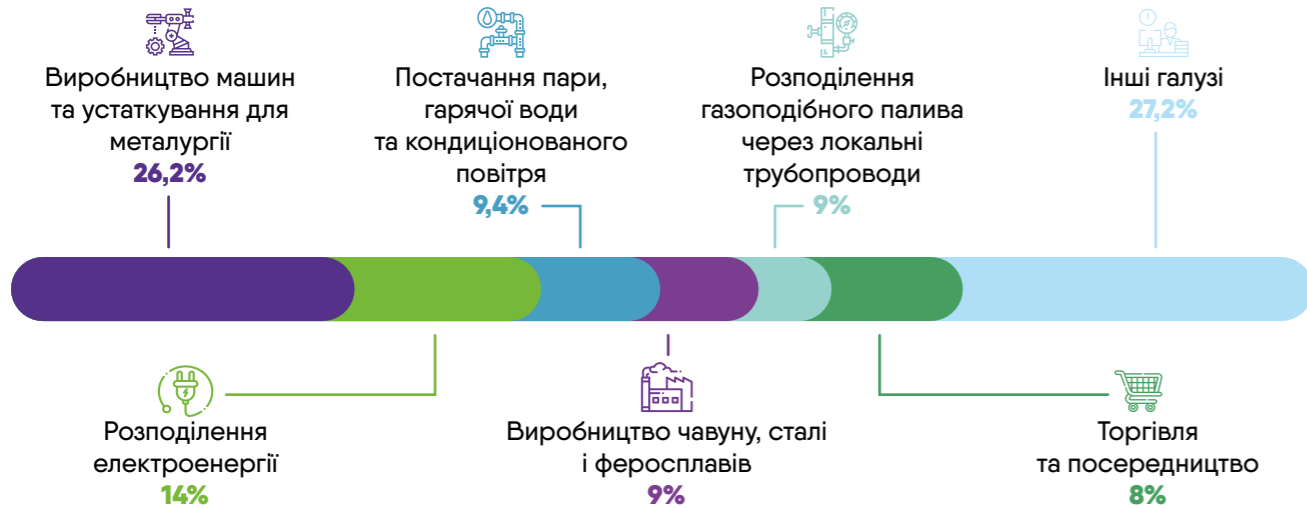 Виробництво машин
та устаткування для
металургії
26,2%
Постачання пари,
гарячої води
та кондиціонованого
повітря
9,4%
Розподілення
газоподібного палива
через локальні
трубопроводи
9%
Інші галузі
27,2%
Розподілення
електроенергії
14%
Виробництво чавуну, сталі
і феросплавів
9%
Торгівля
та посередництво
8%